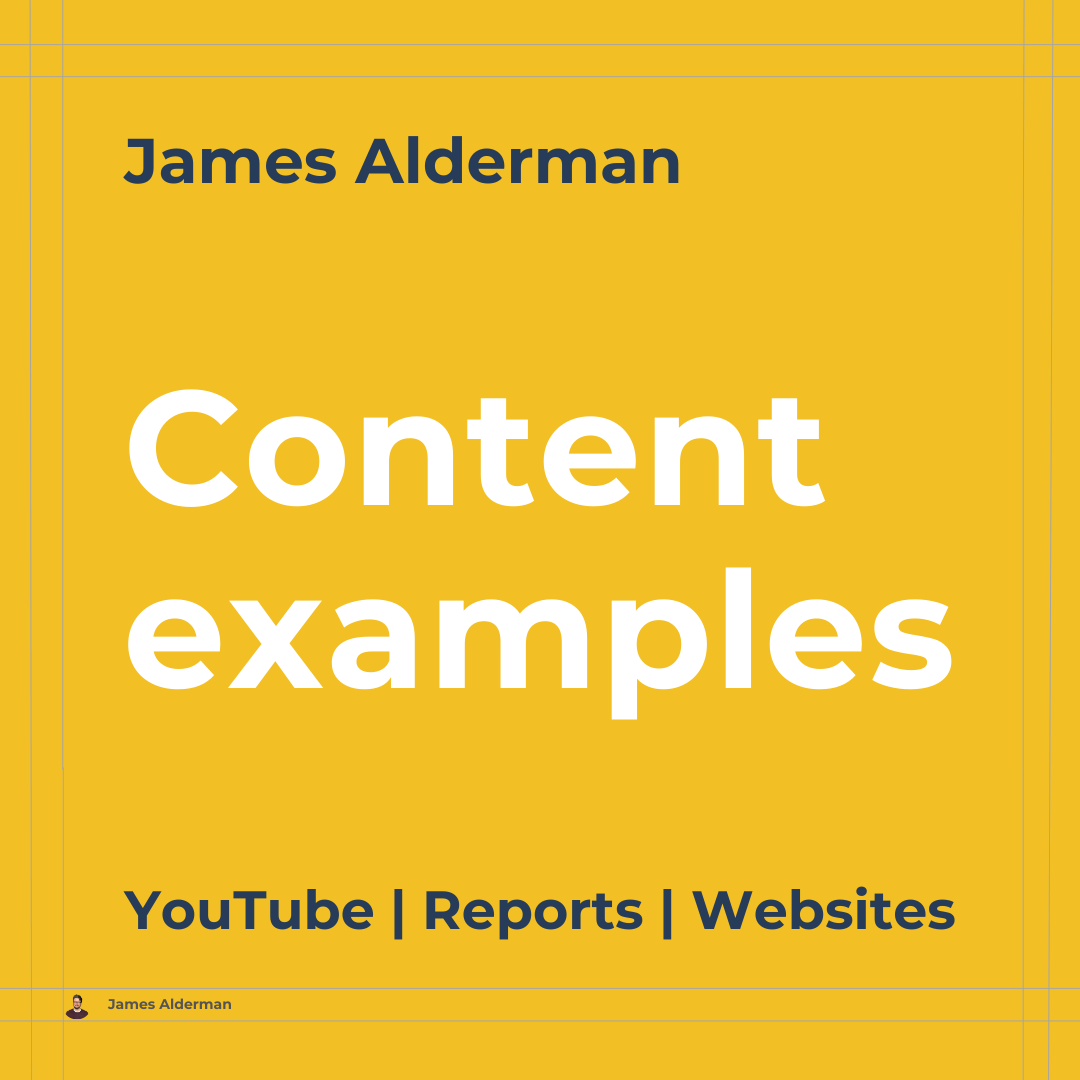 James Alderman
Content
examples
YouTube | Reports | Websites
James Alderman